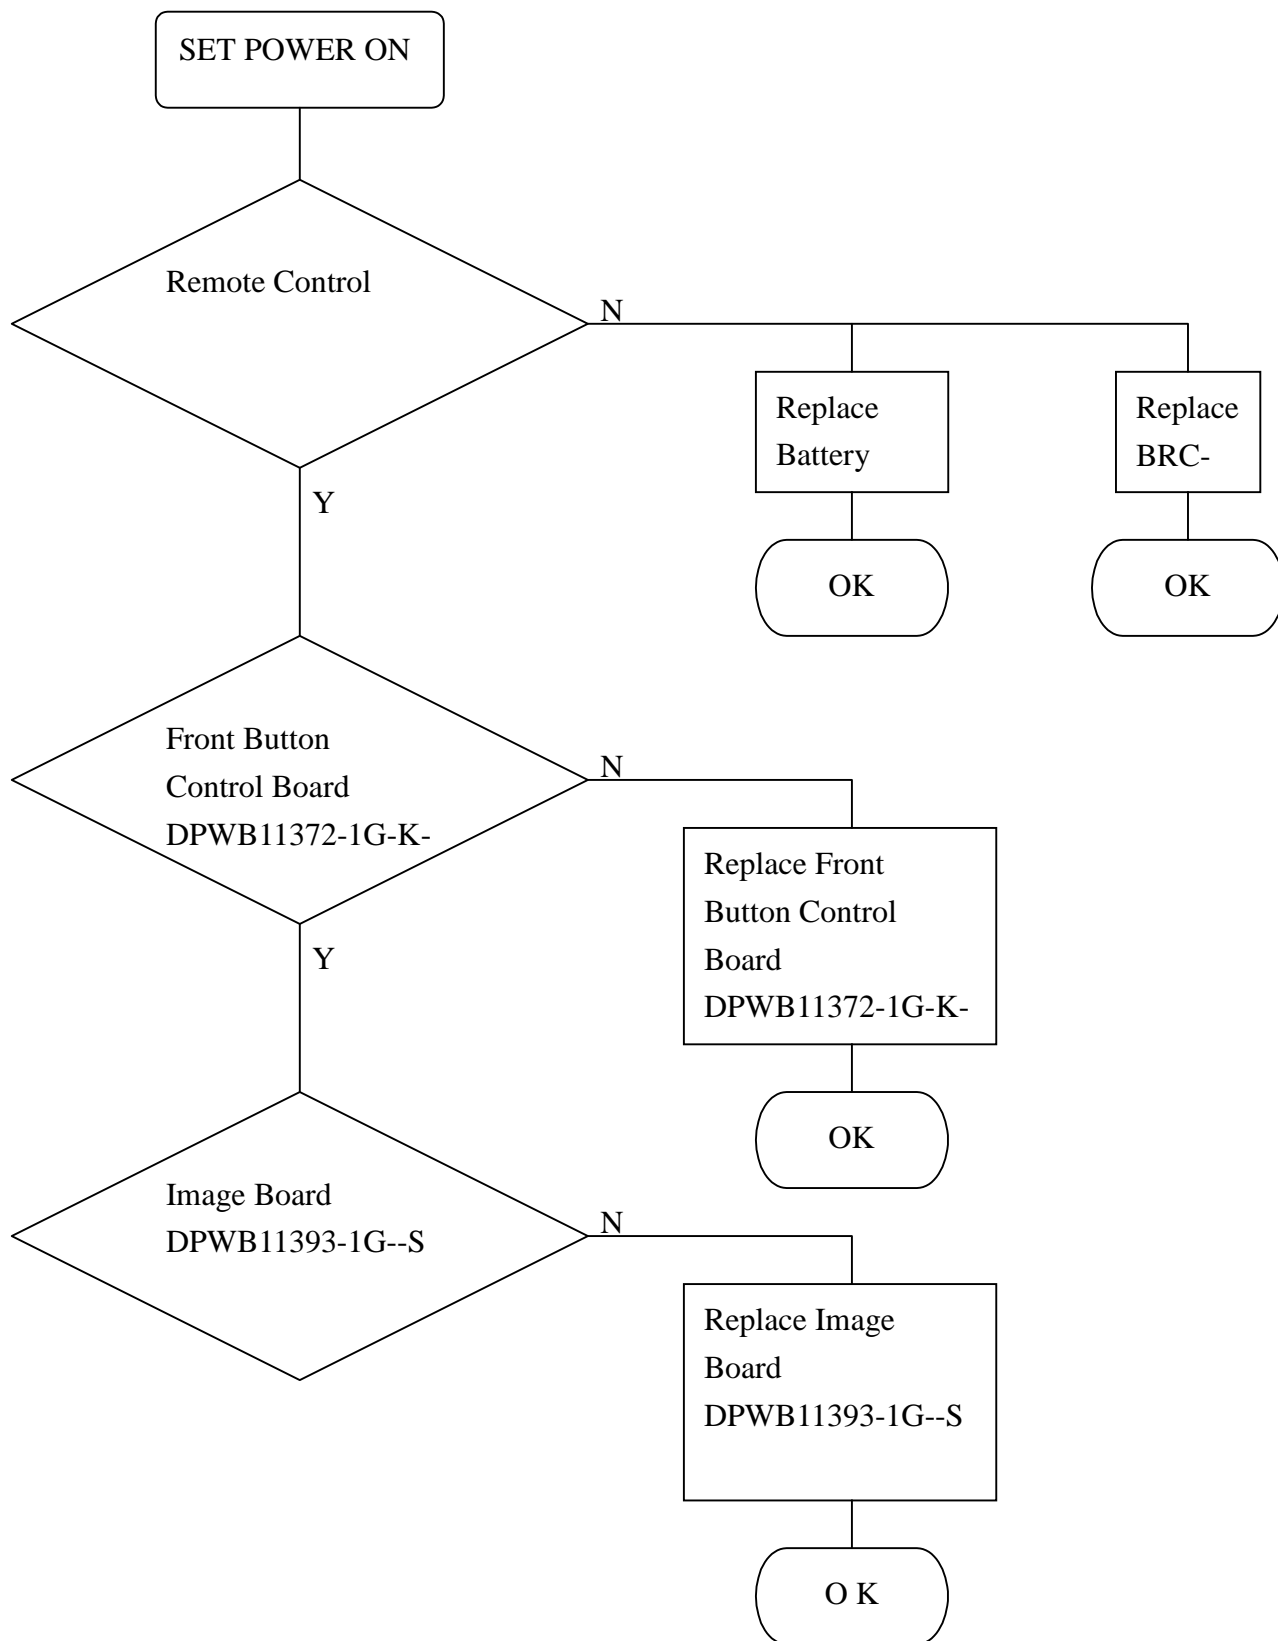 SET POWER ON
Remote Control
N
Replace
Battery
Replace
BRC-
Y
OK
OK
Front Button
Control Board
DPWB11372-1G-K-
N
Replace Front
Button Control
Board
DPWB11372-1G-K-
Y
OK
Image Board
DPWB11393-1G--S
N
Replace Image
Board
DPWB11393-1G--S
O K